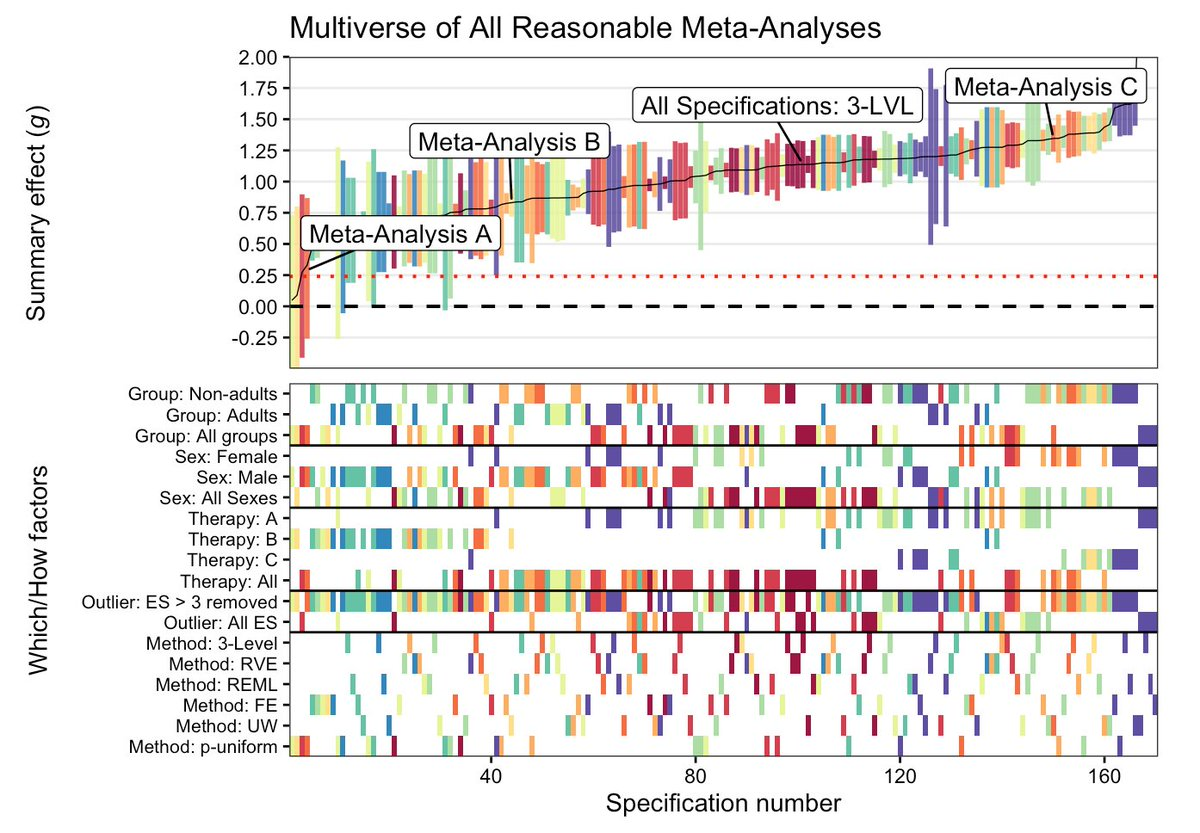 Multiverse of All Reasonable Meta-Analyses
Summary effect (g)
2.00
1.75
1.50
1.25
1.00
0.75
0.50
0.25
0.00
-0.25
Meta-Analysis A
Meta-Analysis B
All Specifications: 3-LVL
Meta-Analysis C
Which/How factors
Group: Non-adults
Group: Adults
Group: All groups
Sex: Female
Sex: Male
Sex: All Sexes
Therapy: A
Therapy: B
Therapy: C
Therapy: All
Outlier: ES > 3 removed
Outlier: All ES
Method: 3-Level
Method: RVE
Method: REML
Method: FE
Method: UW
Method: p-uniform
40
80
120
160
Specification number